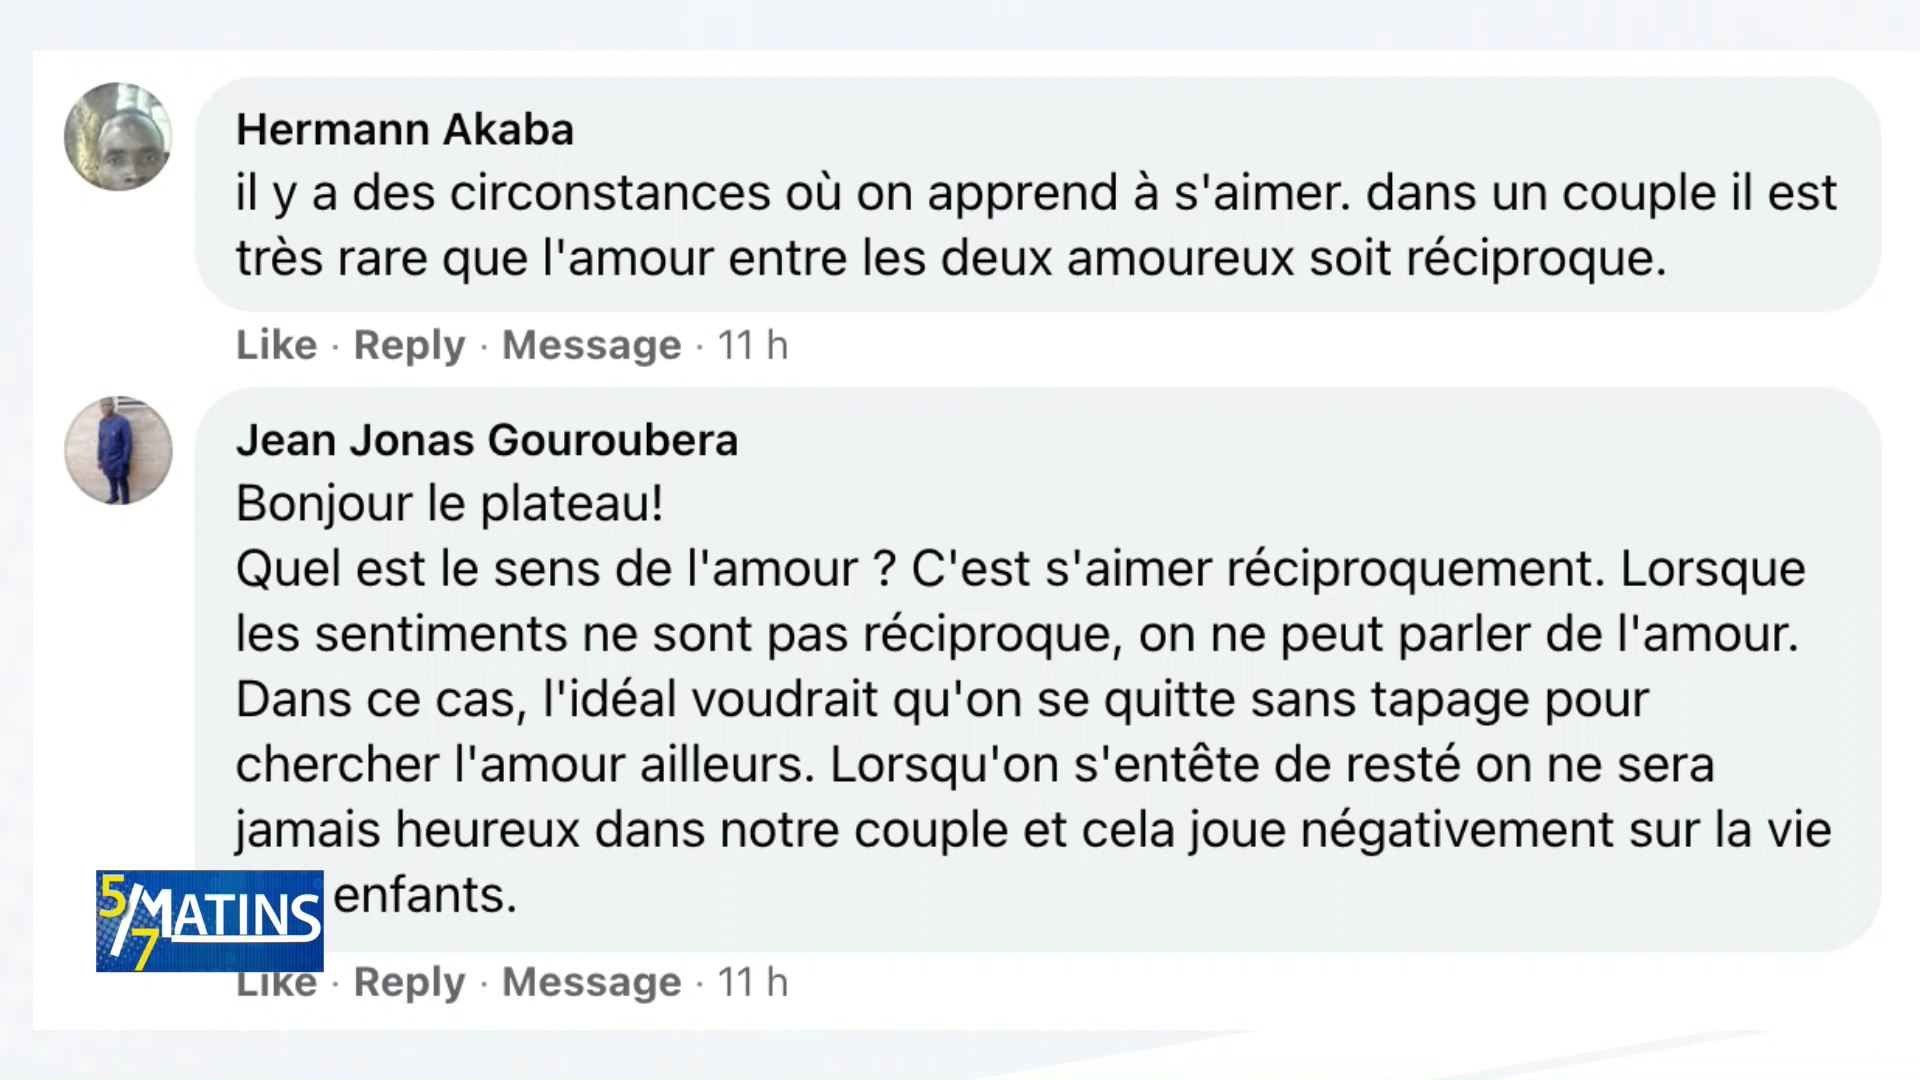 Hermann Akaba
il y a des circonstances où on apprend à s'aimer. dans un couple il est
très rare que l'amour entre les deux amoureux soit réciproque.
Like · Reply · Message · 11 h
Jean Jonas Gouroubera
Bonjour le plateau!
Quel est le sens de l'amour ? C'est s'aimer réciproquement. Lorsque
les sentiments ne sont pas réciproque, on ne peut parler de l'amour.
Dans ce cas, l'idéal voudrait qu'on se quitte sans tapage pour
chercher l'amour ailleurs. Lorsqu'on s'entête de resté on ne sera
jamais heureux dans notre couple et cela joue négativement sur la vie
enfants.
5/7 MATINS
Like · Reply · Message · 11 h